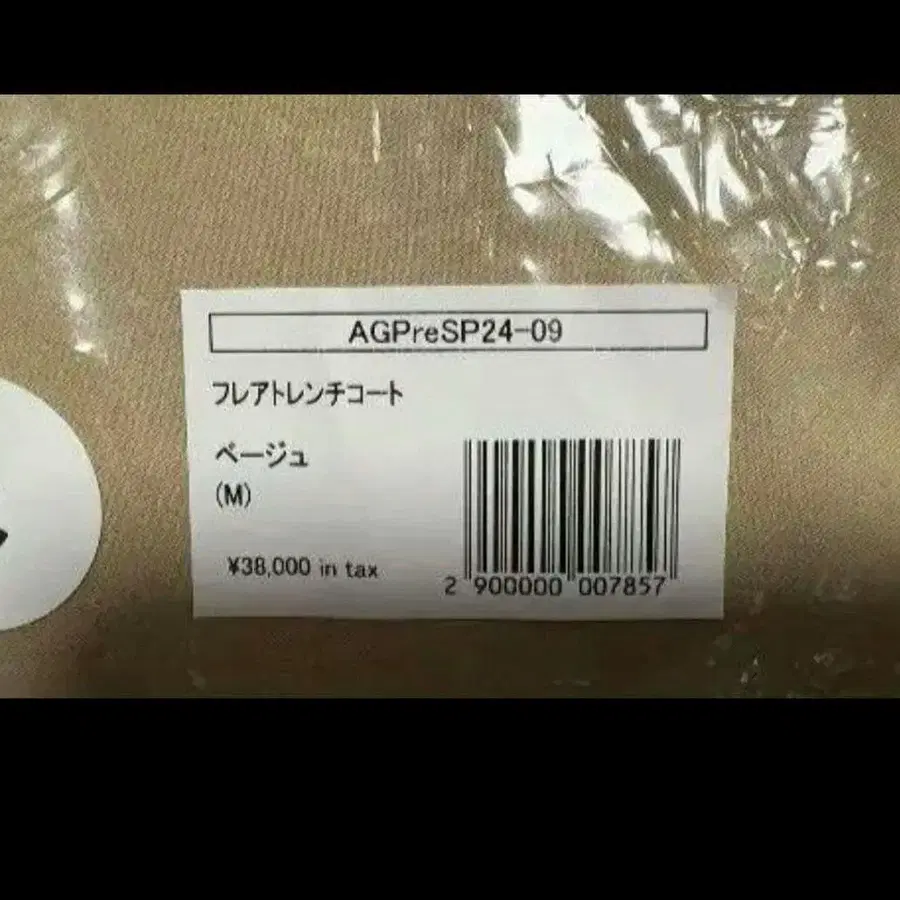 AGPreSP24-09
フレアトレンチコート
ベージュ
(M)
¥38,000 in tax
2 900000 007857